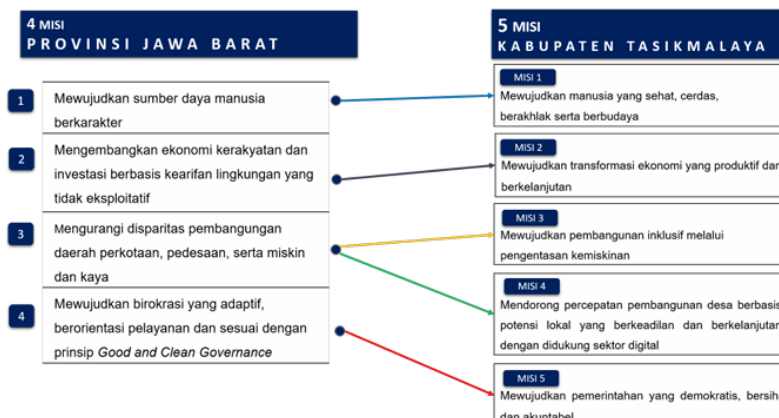 4 MISI
PROVINSI JAWA BARAT
1
Mewujudkan sumber daya manusia
berkarakter
2
Mengembangkan ekonomi kerakyatan dan
investasi berbasis kearifan lingkungan yang
tidak eksploitatif
3
Mengurangi disparitas pembangunan
daerah perkotaan, pedesaan, serta miskin
dan kaya
4
Mewujudkan birokrasi yang adaptif,
berorientasi pelayanan dan sesuai dengan
prinsip Good and Clean Governance
5 MISI
KABUPATEN TASIKMALAYA
MISI 1
Mewujudkan manusia yang sehat, cerdas,
berakhlak serta berbudaya
MISI 2
Mewujudkan transformasi ekonomi yang produktif dan
berkelanjutan
MISI 3
Mewujudkan pembangunan inklusif melalui
pengentasan kemiskinan
MISI 4
Mendorong percepatan pembangunan desa berbasis
potensi lokal yang berkeadilan dan berkelanjutan
dengan didukung sektor digital
MISI 5
Mewujudkan pemerintahan yang demokratis, bersih
dan akuntabel